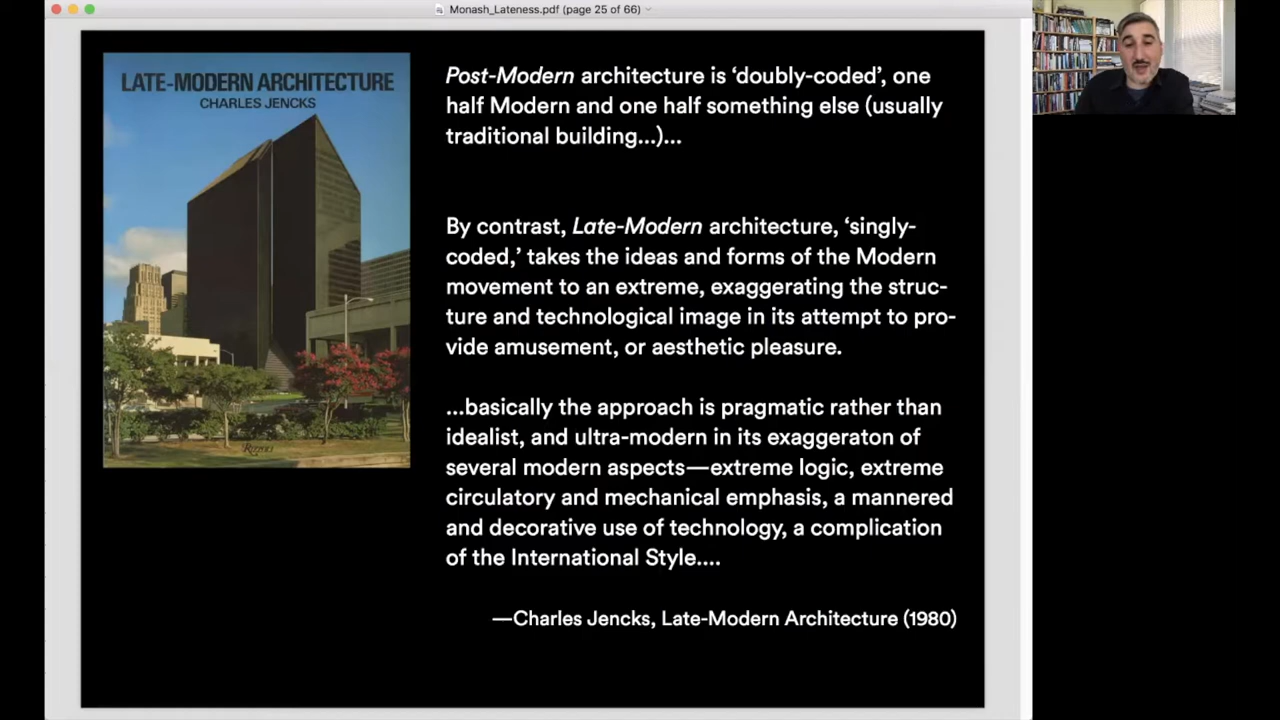 Monash_Lateness.pdf (page 25 of 66)
LATE-MODERN ARCHITECTURE
CHARLES JENCKS
Rizzoli
Post-Modern architecture is ‘doubly-coded’, one
half Modern and one half something else (usually
traditional building...)...
By contrast, Late-Modern architecture, ‘singly-
coded,’ takes the ideas and forms of the Modern
movement to an extreme, exaggerating the struc-
ture and technological image in its attempt to pro-
vide amusement, or aesthetic pleasure.
...basically the approach is pragmatic rather than
idealist, and ultra-modern in its exaggeraton of
several modern aspects—extreme logic, extreme
circulatory and mechanical emphasis, a mannered
and decorative use of technology, a complication
of the International Style....
—Charles Jencks, Late-Modern Architecture (1980)